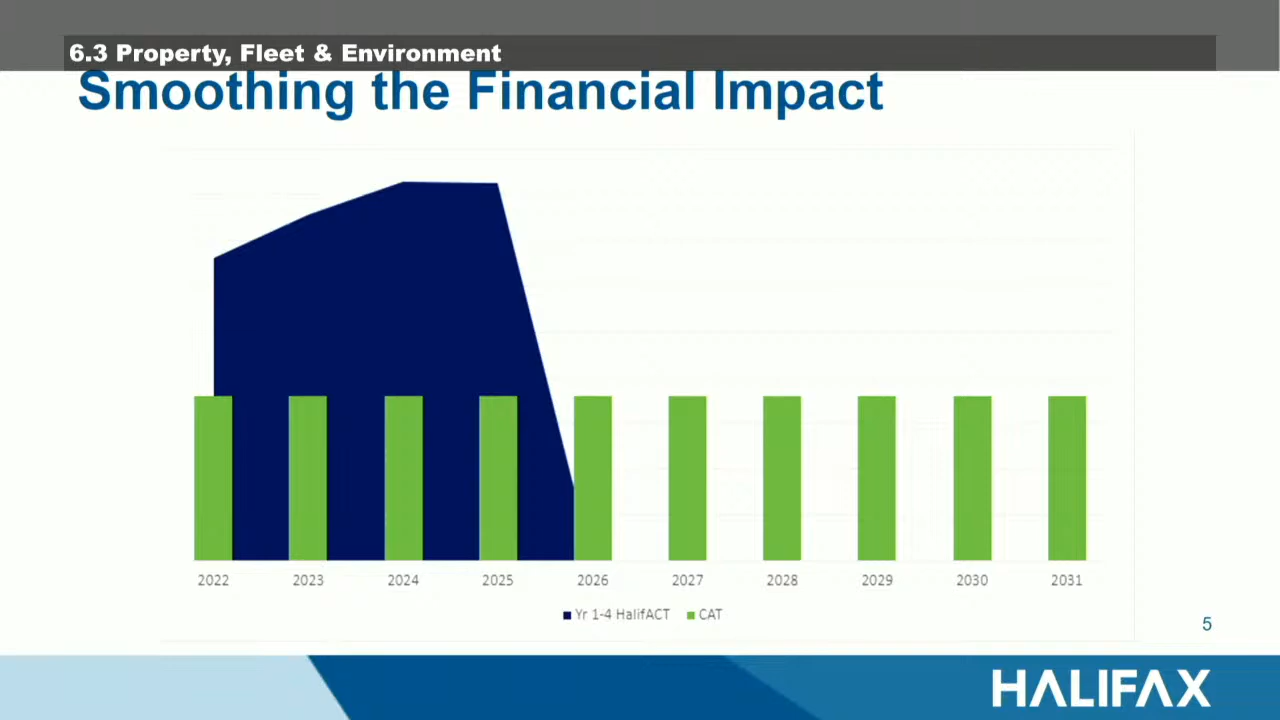 6.3 Property, Fleet & Environment
Smoothing the Financial Impact
2022 2023 2024 2025 2026 2027 2028 2029 2030 2031
Yr 1-4 HalifACT CAT
5
HALIFAX